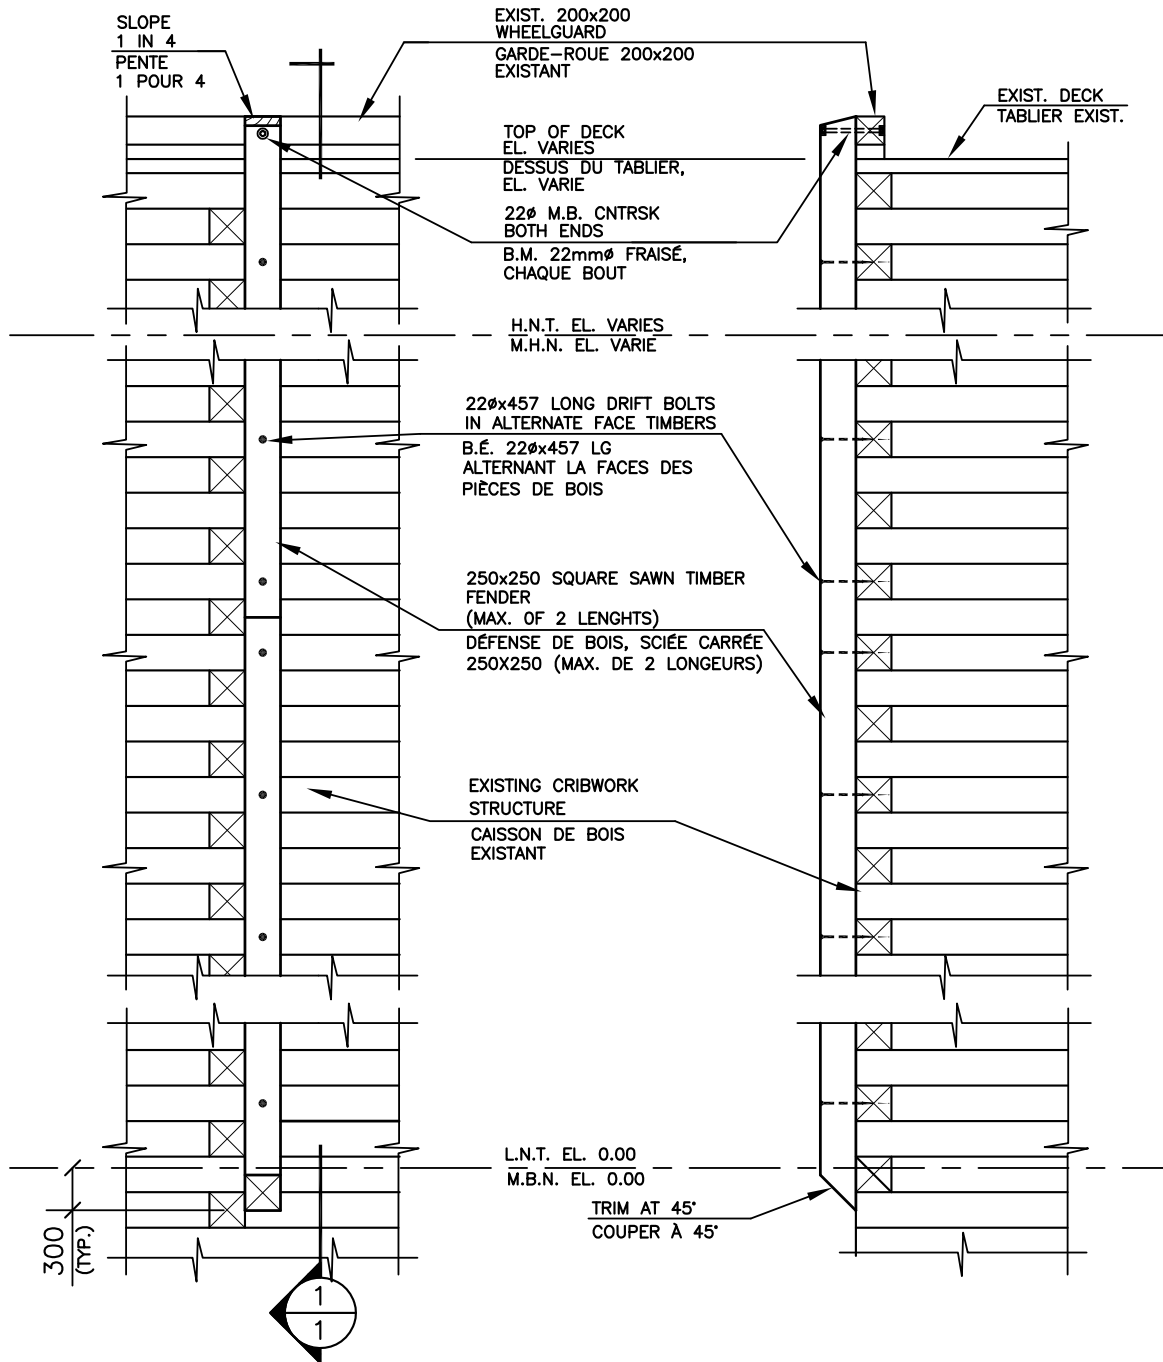 SLOPE
1 IN 4
PENTE
1 POUR 4
EXIST. 200x200
WHEELGUARD
GARDE-ROUE 200x200
EXISTANT
EXIST. DECK
TABLIER EXIST.
TOP OF DECK
EL. VARIES
DESSUS DU TABLIER,
EL. VARIE
22ø M.B. CNTRSK
BOTH ENDS
B.M. 22mmø FRAISÉ,
CHAQUE BOUT
H.N.T. EL. VARIES
M.H.N. EL. VARIE
22øx457 LONG DRIFT BOLTS
IN ALTERNATE FACE TIMBERS
B.É. 22øx457 LG
ALTERNANT LA FACES DES
PIÈCES DE BOIS
250x250 SQUARE SAWN TIMBER
FENDER
(MAX. OF 2 LENGHTS)
DÉFENSE DE BOIS, SCIÉE CARRÉE
250X250 (MAX. DE 2 LONGEURS)
EXISTING CRIBWORK
STRUCTURE
CAISSON DE BOIS
EXISTANT
L.N.T. EL. 0.00
M.B.N. EL. 0.00
TRIM AT 45°
COUPER À 45°
300
(TYP.)
1
1